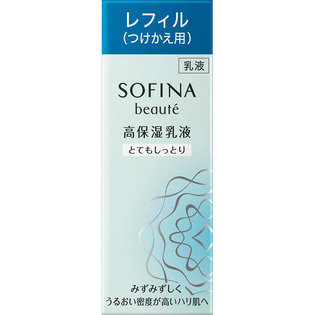 レフィル
（つけかえ用）
乳液
SOFINA
beauté
高保湿乳液
とてもしっとり
みずみずしく
うるおい密度が高いハリ肌へ